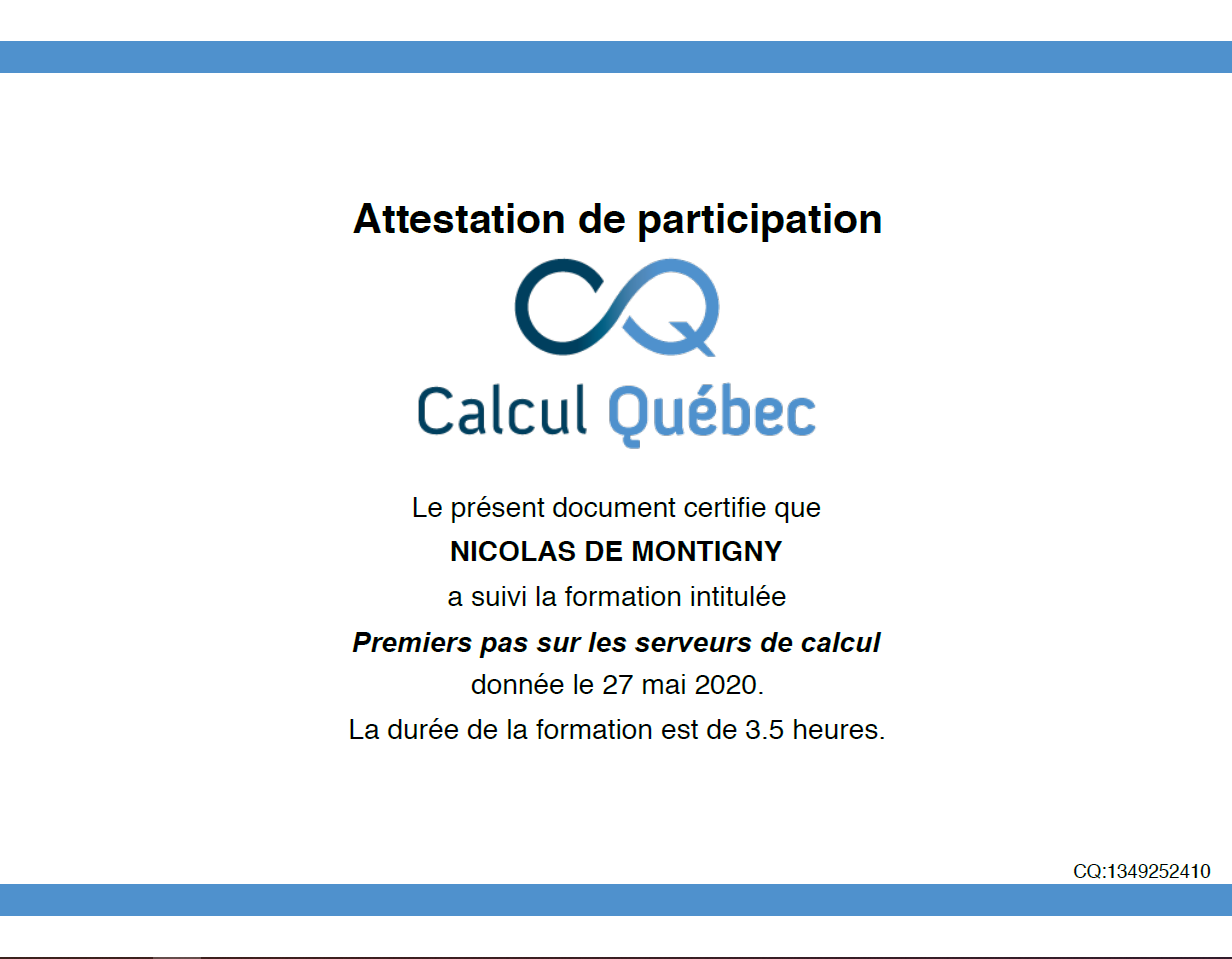 Attestation de participation
CQ
Calcul Québec
Le présent document certifie que
NICOLAS DE MONTIGNY
a suivi la formation intitulée
Premiers pas sur les serveurs de calcul
donnée le 27 mai 2020.
La durée de la formation est de 3.5 heures.
CQ:1349252410